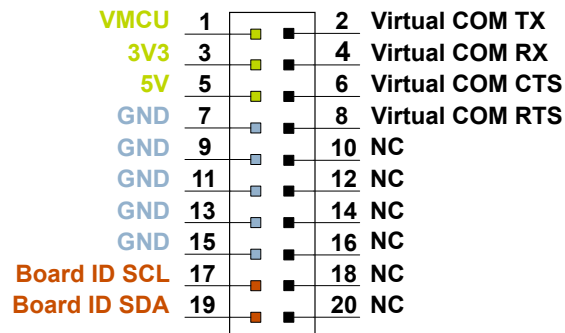 VMCU 1 2 Virtual COM TX
3V3 3 4 Virtual COM RX
5V 5 6 Virtual COM CTS
GND 7 8 Virtual COM RTS
GND 9 10 NC
GND 11 12 NC
GND 13 14 NC
GND 15 16 NC
Board ID SCL 17 18 NC
Board ID SDA 19 20 NC